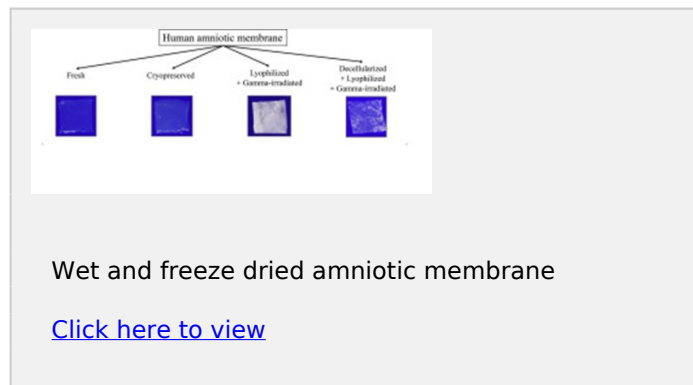 Human amniotic membrane
Fresh
Cryopreserved
Lyophilized
+ Gamma-irradiated
Decellularized
+ Lyophilized
+ Gamma-irradiated
Wet and freeze dried amniotic membrane
Click here to view